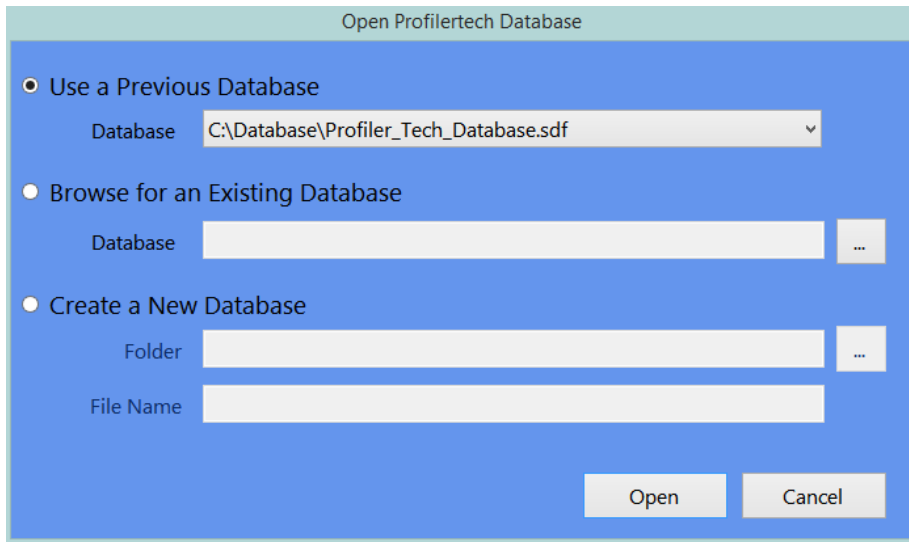 Open Profilertech Database
Use a Previous Database
Database C:\Database\Profiler_Tech_Database.sdf
Browse for an Existing Database
Database ...
Create a New Database
Folder ...
File Name
Open Cancel